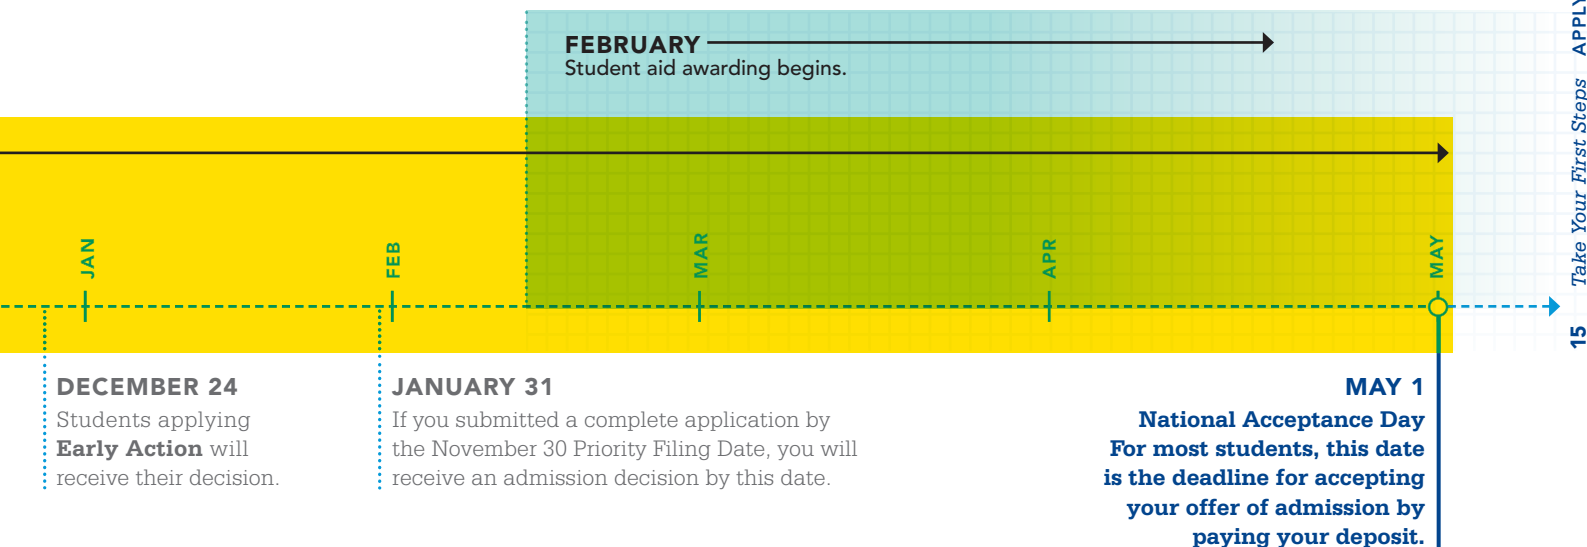 FEBRUARY
Student aid awarding begins.
JAN
FEB
MAR
APR
MAY
DECEMBER 24
Students applying
Early Action will
receive their decision.
JANUARY 31
If you submitted a complete application by
the November 30 Priority Filing Date, you will
receive an admission decision by this date.
MAY 1
National Acceptance Day
For most students, this date
is the deadline for accepting
your offer of admission by
paying your deposit.
15 Take Your First Steps APPLY